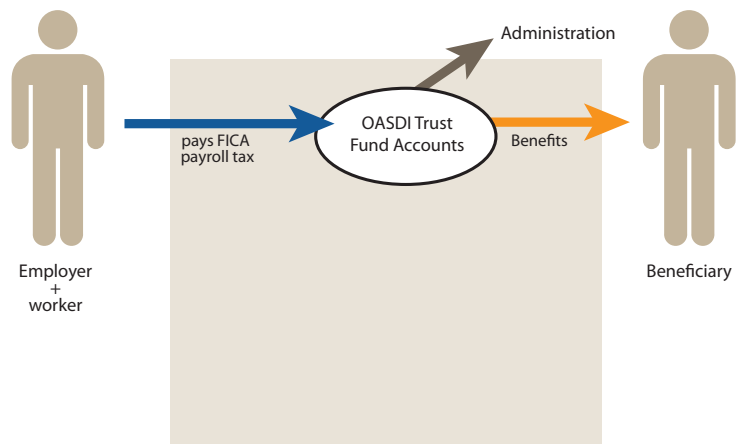 Administration
pays FICA
payroll tax
OASDI Trust
Fund Accounts
Benefits
Employer
+
worker
Beneficiary